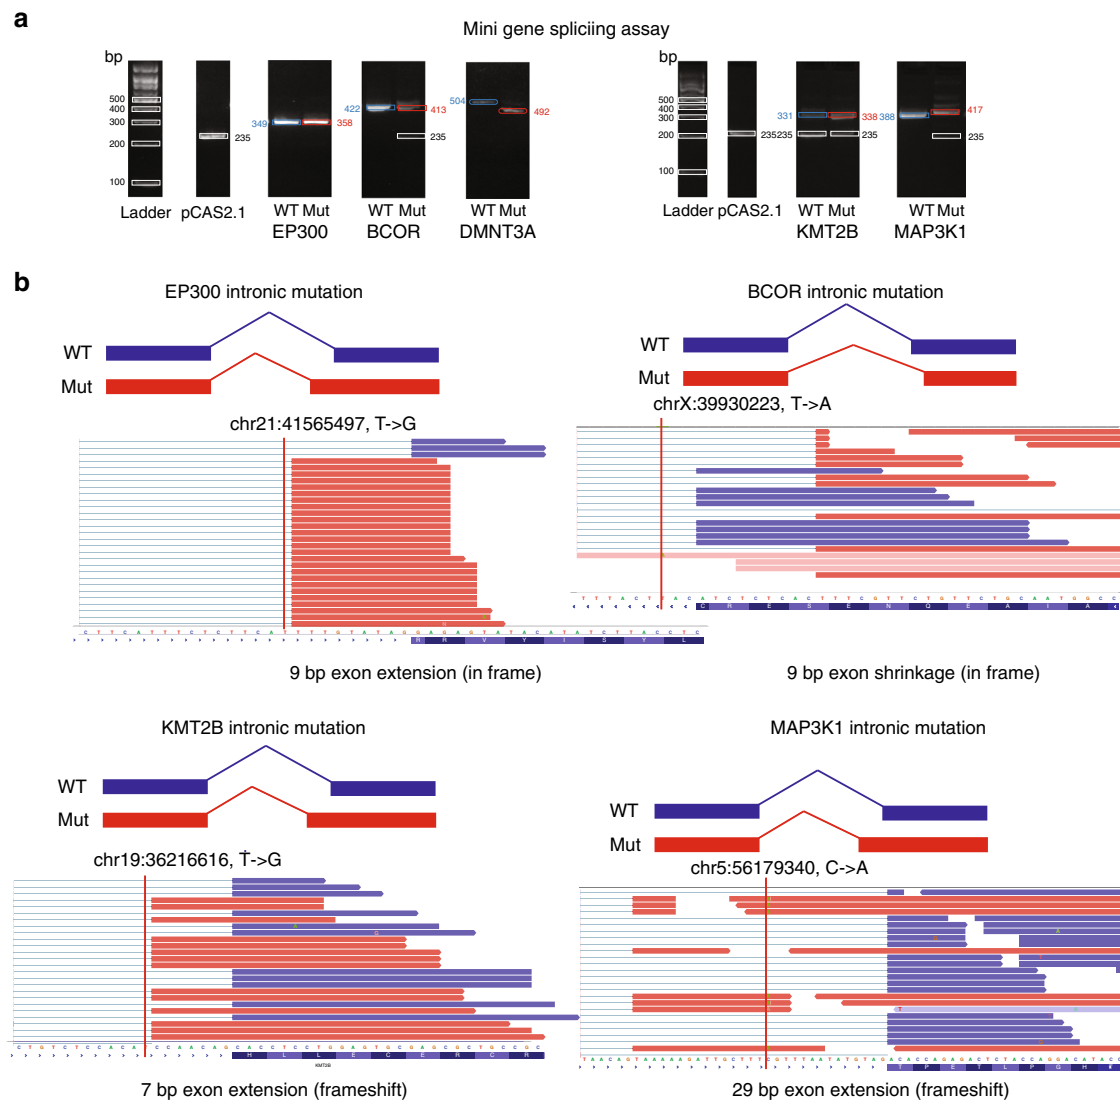 a
Mini gene spliciing assay
bp
500
400
300
200
100
235
349
358
422
413
235
504
492
Ladder
pCAS2.1
WT Mut
EP300
WT Mut
BCOR
WT Mut
DMNT3A
bp
500
400
300
200
100
235
331
338
235
235
388
417
235
Ladder
pCAS2.1
WT Mut
KMT2B
WT Mut
MAP3K1
b
EP300 intronic mutation
WT
Mut
chr21:41565497, T->G
C T T C A T T T C T C T T C A T T T T G T A T A G G A G A G T A T A C A T A T C T T A C C T C
R R V Y I S Y L
9 bp exon extension (in frame)
BCOR intronic mutation
WT
Mut
chrX:39930223, T->A
T T T T A C T T T A C A T C T C T C A C T T T C G T T C T G T T C T G C A A T G G C C
C R E S E N Q E A I A
9 bp exon shrinkage (in frame)
KMT2B intronic mutation
WT
Mut
chr19:36216616, T->G
A
G
C T G T C T C C A C A T C C A A C A G C A C C T C C T G G A G T G C G A G C G C T G C C G C
H L L E C E R C R
KMT2B
7 bp exon extension (frameshift)
MAP3K1 intronic mutation
WT
Mut
chr5:56179340, C->A
TAACAGTAAAAAGATTGCTTTCGTTTAATATGTAGACACCAGAGACTCTACCAGGACATACC
T P E T L P G H
29 bp exon extension (frameshift)